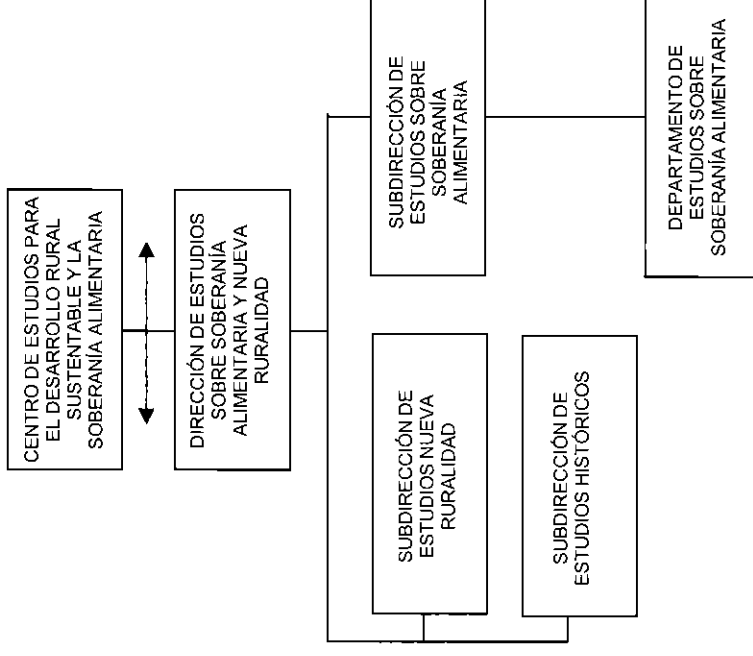 CENTRO DE ESTUDIOS PARA
EL DESARROLLO RURAL
SUSTENTABLE Y LA
SOBERANÍA ALIMENTARIA
DIRECCIÓN DE ESTUDIOS
SOBRE SOBERANÍA
ALIMENTARIA Y NUEVA
RURALIDAD
SUBDIRECCIÓN DE
ESTUDIOS NUEVA
RURALIDAD
SUBDIRECCIÓN DE
ESTUDIOS HISTÓRICOS
SUBDIRECCIÓN DE
ESTUDIOS SOBRE
SOBERANÍA
ALIMENTARIA
DEPARTAMENTO DE
ESTUDIOS SOBRE
SOBERANÍA ALIMENTARIA